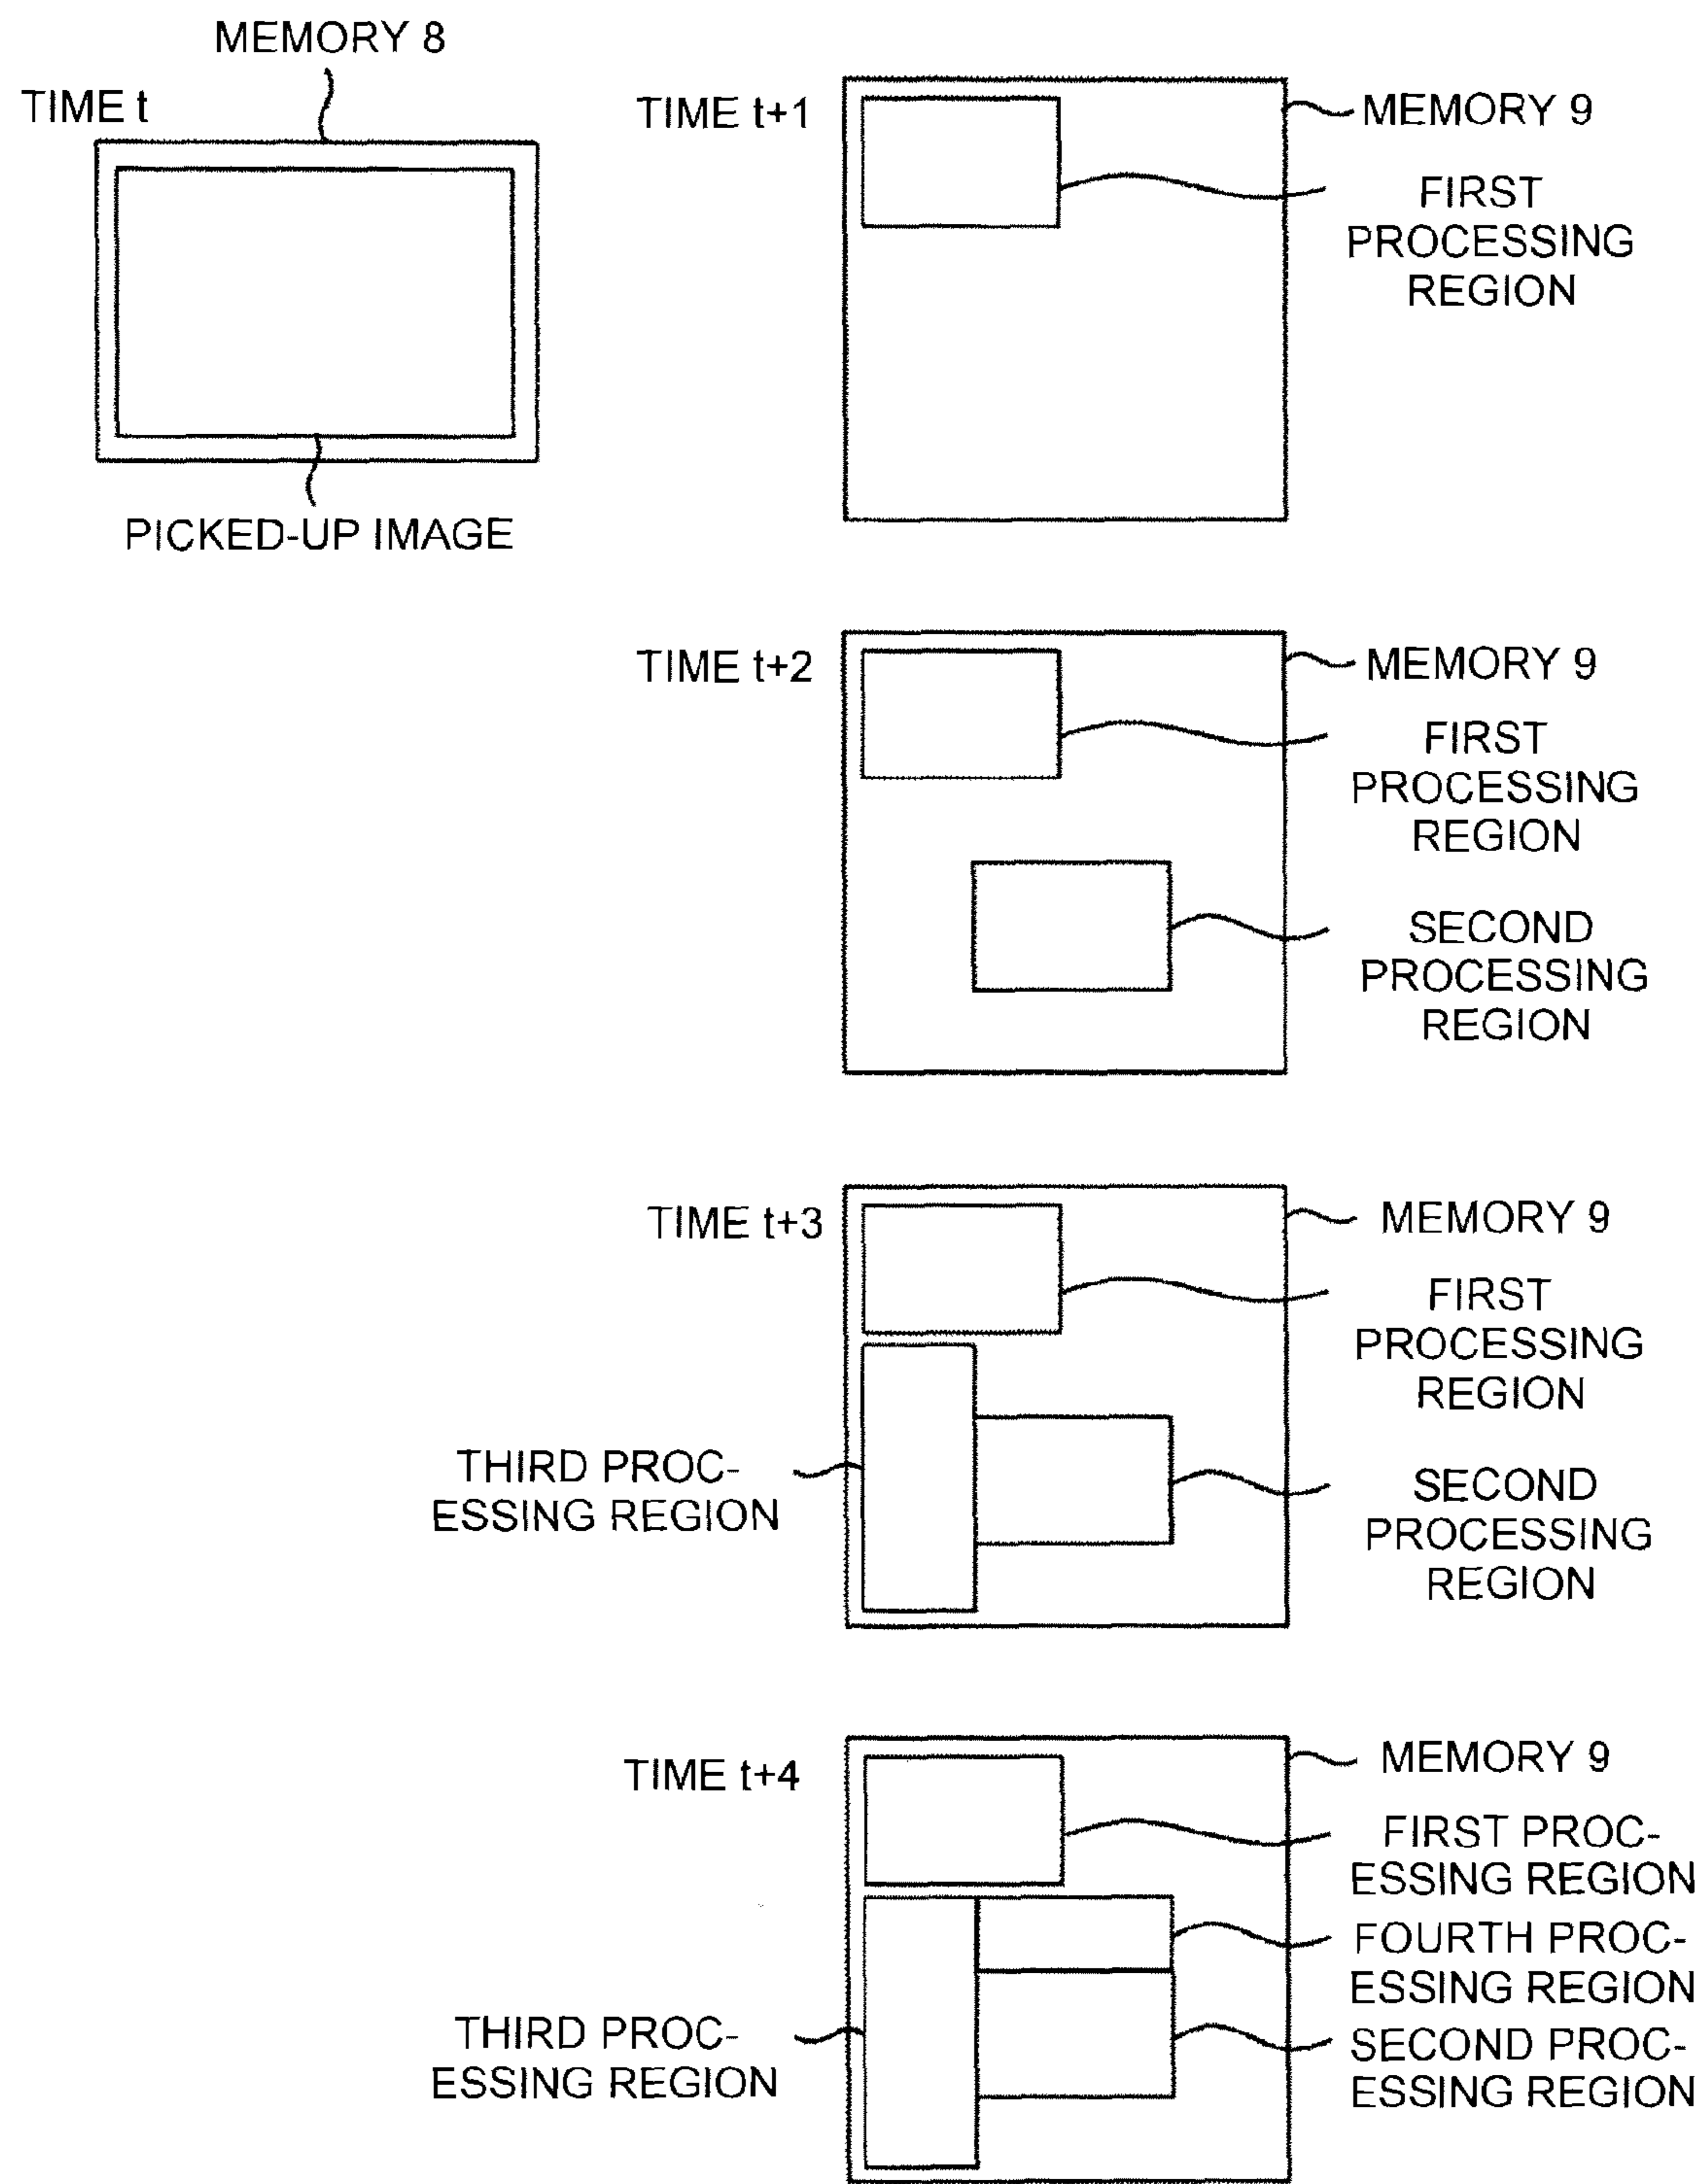 MEMORY 8
TIME t
PICKED-UP IMAGE
TIME t+1
MEMORY 9
FIRST
PROCESSING
REGION
TIME t+2
MEMORY 9
FIRST
PROCESSING
REGION
SECOND
PROCESSING
REGION
TIME t+3
MEMORY 9
FIRST
PROCESSING
REGION
THIRD PROC-
ESSING REGION
SECOND
PROCESSING
REGION
TIME t+4
MEMORY 9
FIRST PROC-
ESSING REGION
FOURTH PROC-
ESSING REGION
THIRD PROC-
ESSING REGION
SECOND PROC-
ESSING REGION